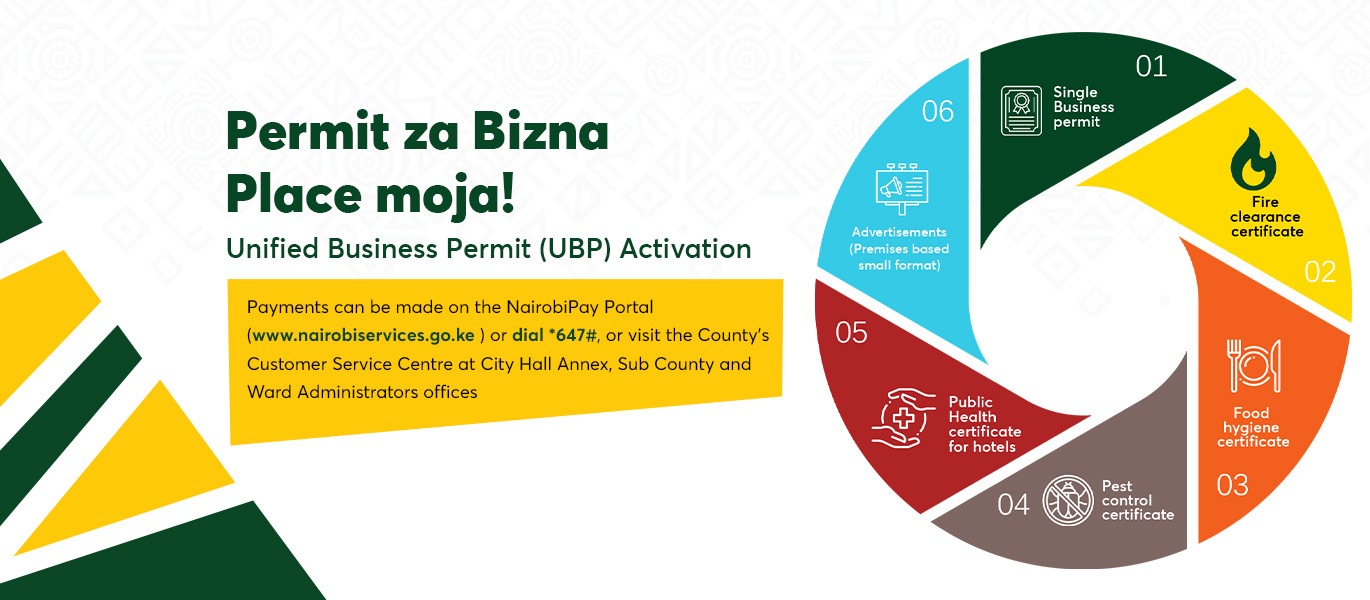 Permit za Bizna
Place moja!
Unified Business Permit (UBP) Activation
Payments can be made on the NairobiPay Portal
(www.nairobiservices.go.ke ) or dial *647#, or visit the County's
Customer Service Centre at City Hall Annex, Sub County and
Ward Administrators offices
01
Single
Business
permit
Fire
clearance
certificate
02
Food
hygiene
certificate
03
04
Pest
control
certificate
05
Public
Health
certificate
for hotels
06
Advertisements
(Premises based
small format)